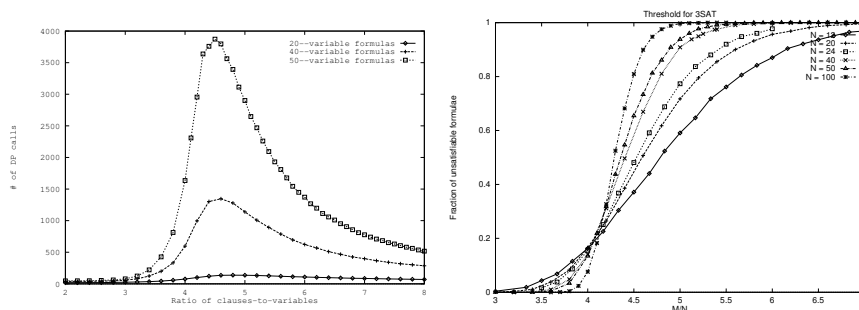 4000
3500
3000
2500
2000
1500
1000
500
0
# of DP calls
20--variable formulas
40--variable formulas
50--variable formulas
2 3 4 5 6 7 8
Ratio of clauses-to-variables
Threshold for 3SAT
1
0.8
0.6
0.4
0.2
0
Fraction of unsatisfiable formulae
N = 12
N = 20
N = 24
N = 40
N = 50
N = 100
3 3.5 4 4.5 5 5.5 6 6.5
M/N